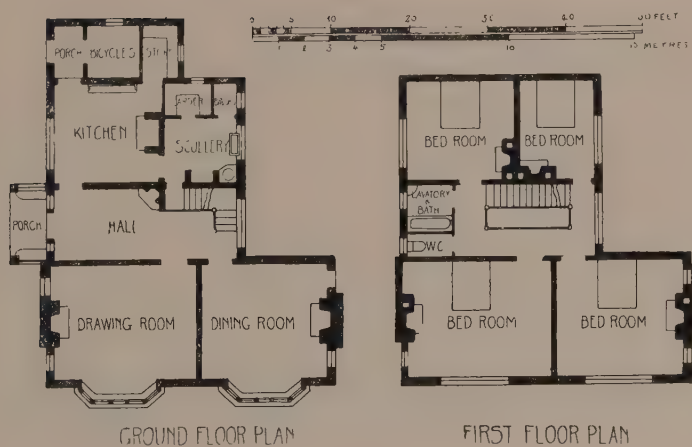 0 5 10 20 30 40 50 FEET
1 2 3 4 5 10 15 METRES
PORCH
BICYCLES
LARDER
KITCHEN
SCULLERY
PORCH
HALL
DRAWING ROOM
DINING ROOM
GROUND FLOOR PLAN
BED ROOM
BED ROOM
LAVATORY & BATH
WC
BED ROOM
BED ROOM
FIRST FLOOR PLAN